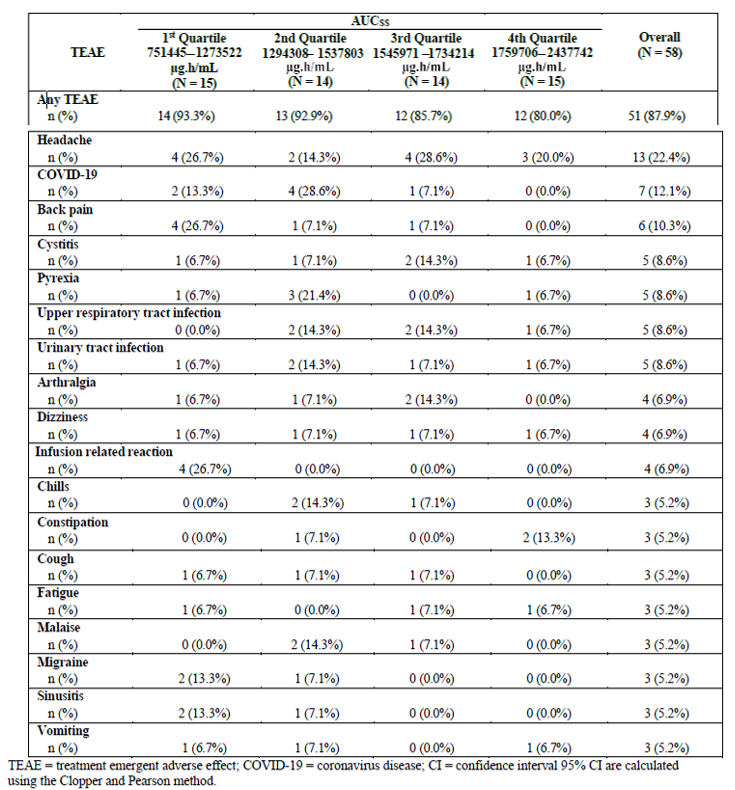 AUCSS
TEAE
1st Quartile 2nd Quartile 3rd Quartile 4th Quartile Overall
751445–1273522 1294308- 1537803 1545971 –1734214 1759706–2437742 (N = 58)
µg.h/mL µg.h/mL µg.h/mL µg.h/mL
(N = 15) (N = 14) (N = 14) (N = 15)
Any TEAE
n (%) 14 (93.3%) 13 (92.9%) 12 (85.7%) 12 (80.0%) 51 (87.9%)
Headache
n (%) 4 (26.7%) 2 (14.3%) 4 (28.6%) 3 (20.0%) 13 (22.4%)
COVID-19
n (%) 2 (13.3%) 4 (28.6%) 1 (7.1%) 0 (0.0%) 7 (12.1%)
Back pain
n (%) 4 (26.7%) 1 (7.1%) 1 (7.1%) 0 (0.0%) 6 (10.3%)
Cystitis
n (%) 1 (6.7%) 1 (7.1%) 2 (14.3%) 1 (6.7%) 5 (8.6%)
Pyrexia
n (%) 1 (6.7%) 3 (21.4%) 0 (0.0%) 1 (6.7%) 5 (8.6%)
Upper respiratory tract infection
n (%) 0 (0.0%) 2 (14.3%) 2 (14.3%) 1 (6.7%) 5 (8.6%)
Urinary tract infection
n (%) 1 (6.7%) 2 (14.3%) 1 (7.1%) 1 (6.7%) 5 (8.6%)
Arthralgia
n (%) 1 (6.7%) 1 (7.1%) 2 (14.3%) 0 (0.0%) 4 (6.9%)
Dizziness
n (%) 1 (6.7%) 1 (7.1%) 1 (7.1%) 1 (6.7%) 4 (6.9%)
Infusion related reaction
n (%) 4 (26.7%) 0 (0.0%) 0 (0.0%) 0 (0.0%) 4 (6.9%)
Chills
n (%) 0 (0.0%) 2 (14.3%) 1 (7.1%) 0 (0.0%) 3 (5.2%)
Constipation
n (%) 0 (0.0%) 1 (7.1%) 0 (0.0%) 2 (13.3%) 3 (5.2%)
Cough
n (%) 1 (6.7%) 1 (7.1%) 1 (7.1%) 0 (0.0%) 3 (5.2%)
Fatigue
n (%) 1 (6.7%) 0 (0.0%) 1 (7.1%) 1 (6.7%) 3 (5.2%)
Malaise
n (%) 0 (0.0%) 2 (14.3%) 1 (7.1%) 0 (0.0%) 3 (5.2%)
Migraine
n (%) 2 (13.3%) 1 (7.1%) 0 (0.0%) 0 (0.0%) 3 (5.2%)
Sinusitis
n (%) 2 (13.3%) 1 (7.1%) 0 (0.0%) 0 (0.0%) 3 (5.2%)
Vomiting
n (%) 1 (6.7%) 1 (7.1%) 0 (0.0%) 1 (6.7%) 3 (5.2%)
TEAE = treatment emergent adverse effect; COVID-19 = coronavirus disease; CI = confidence interval 95% CI are calculated
using the Clopper and Pearson method.